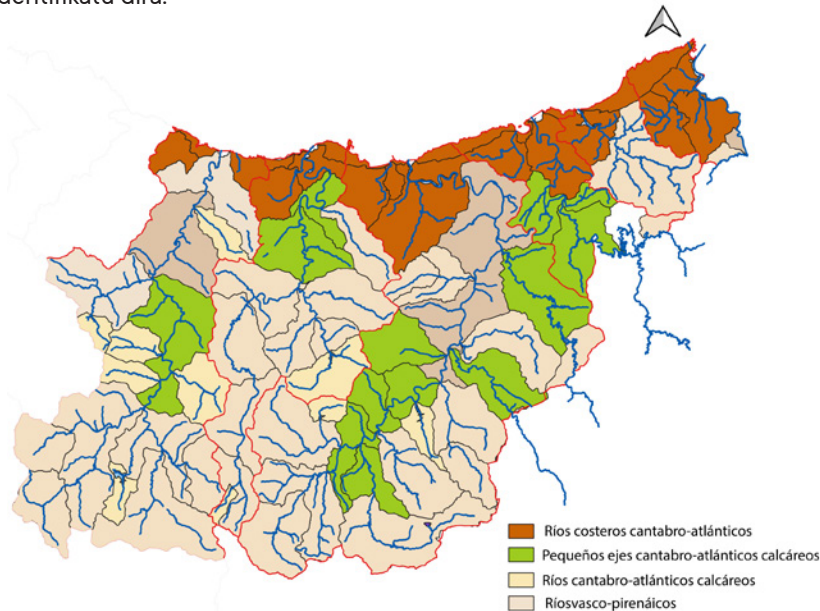 identifikatu dira.
Ríos costeros cantabro-atlánticos
Pequeños ejes cantabro-atlánticos calcáreos
Ríos cantabro-atlánticos calcáreos
Ríosvasco-pirenáicos